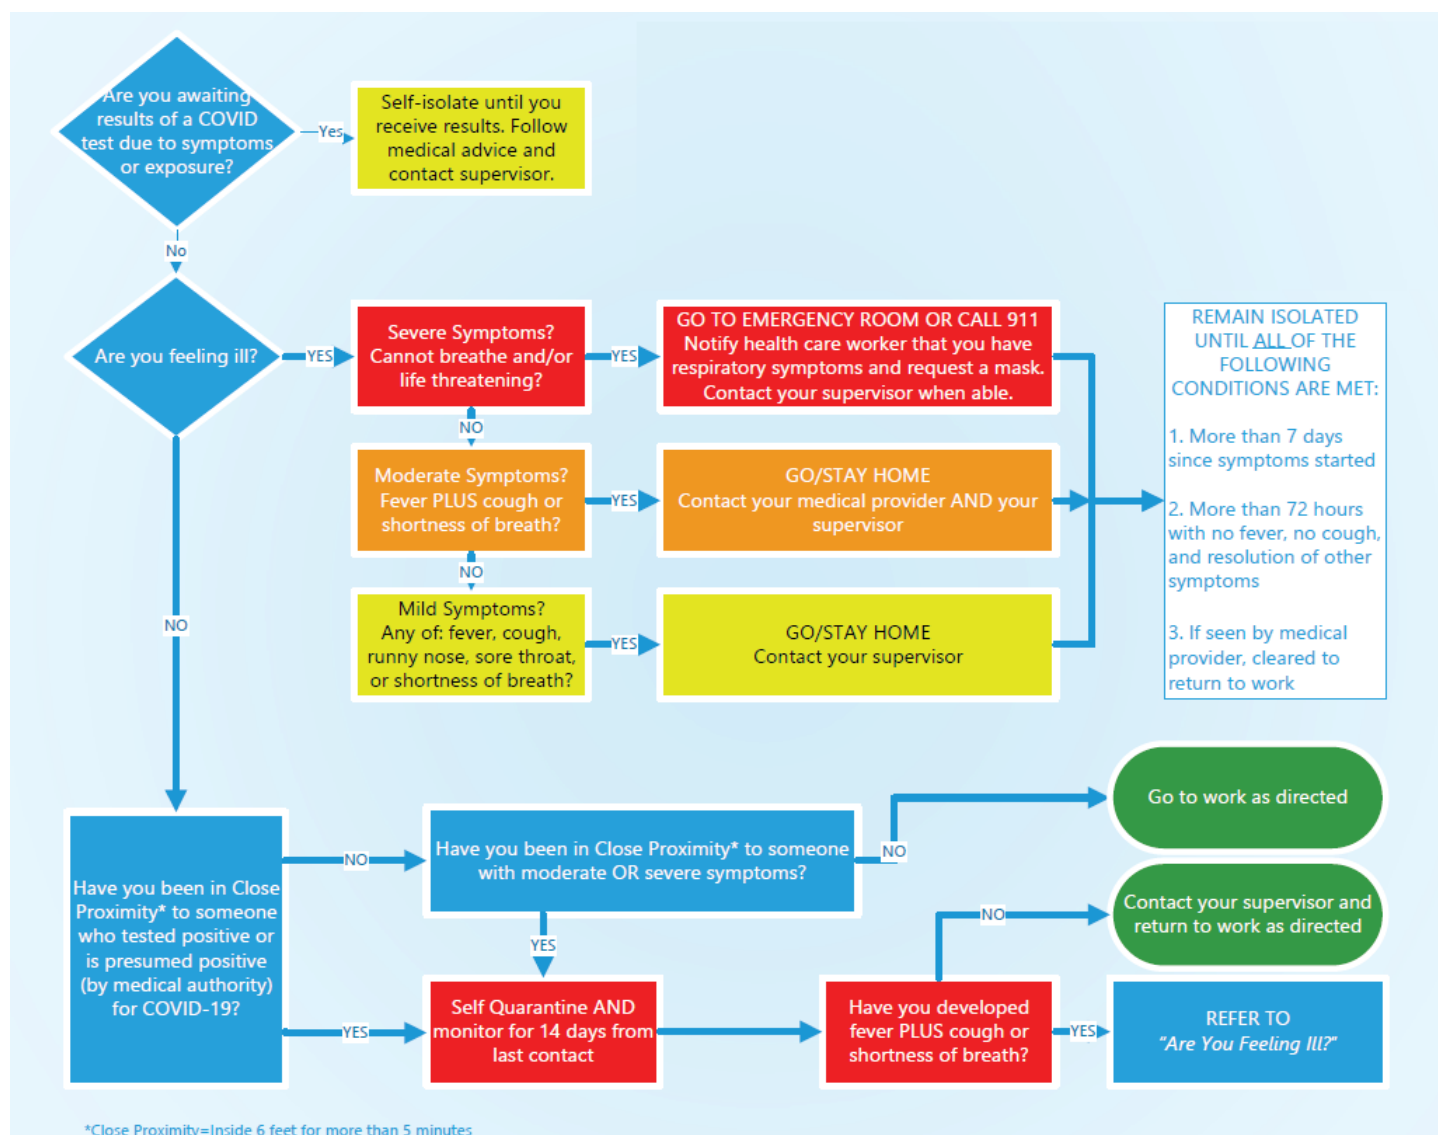 Are you awaiting
results of a COVID
test due to symptoms
or exposure?
Yes
Self-isolate until you
receive results. Follow
medical advice and
contact supervisor.
No
Are you feeling ill?
YES
Severe Symptoms?
Cannot breathe and/or
life threatening?
YES
GO TO EMERGENCY ROOM OR CALL 911
Notify health care worker that you have
respiratory symptoms and request a mask.
Contact your supervisor when able.
NO
Moderate Symptoms?
Fever PLUS cough or
shortness of breath?
YES
GO/STAY HOME
Contact your medical provider AND your
supervisor
NO
Mild Symptoms?
Any of: fever, cough,
runny nose, sore throat,
or shortness of breath?
YES
GO/STAY HOME
Contact your supervisor
REMAIN ISOLATED
UNTIL ALL OF THE
FOLLOWING
CONDITIONS ARE MET:
1. More than 7 days
since symptoms started
2. More than 72 hours
with no fever, no cough,
and resolution of other
symptoms
3. If seen by medical
provider, cleared to
return to work
NO
Have you been in Close
Proximity* to someone
who tested positive or
is presumed positive
(by medical authority)
for COVID-19?
NO
Have you been in Close Proximity* to someone
with moderate OR severe symptoms?
NO
Go to work as directed
YES
YES
Self Quarantine AND
monitor for 14 days from
last contact
Have you developed
fever PLUS cough or
shortness of breath?
NO
Contact your supervisor and
return to work as directed
YES
REFER TO
"Are You Feeling Ill?"
*Close Proximity=Inside 6 feet for more than 5 minutes